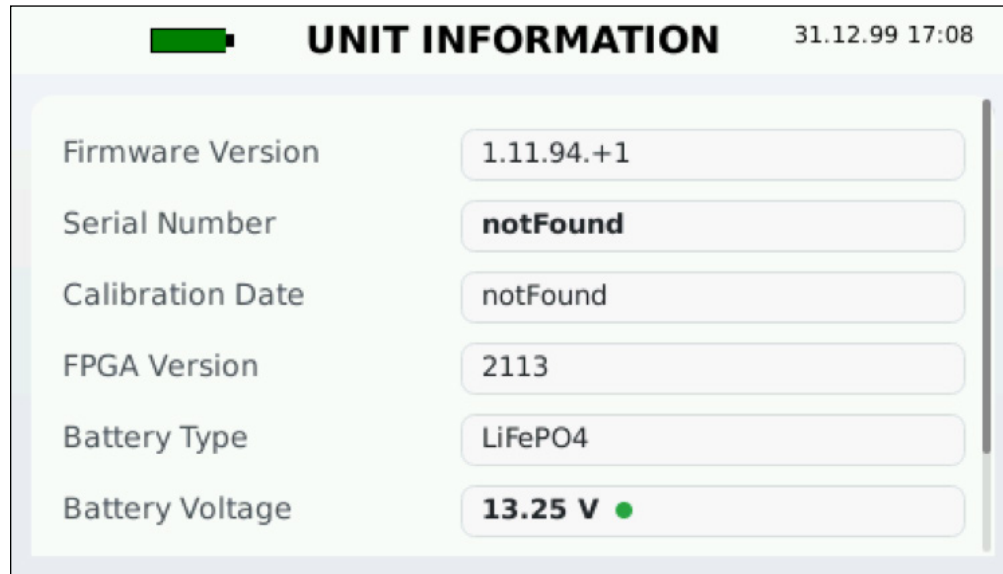 UNIT INFORMATION 31.12.99 17:08
Firmware Version 1.11.94.+1
Serial Number notFound
Calibration Date notFound
FPGA Version 2113
Battery Type LiFePO4
Battery Voltage 13.25 V